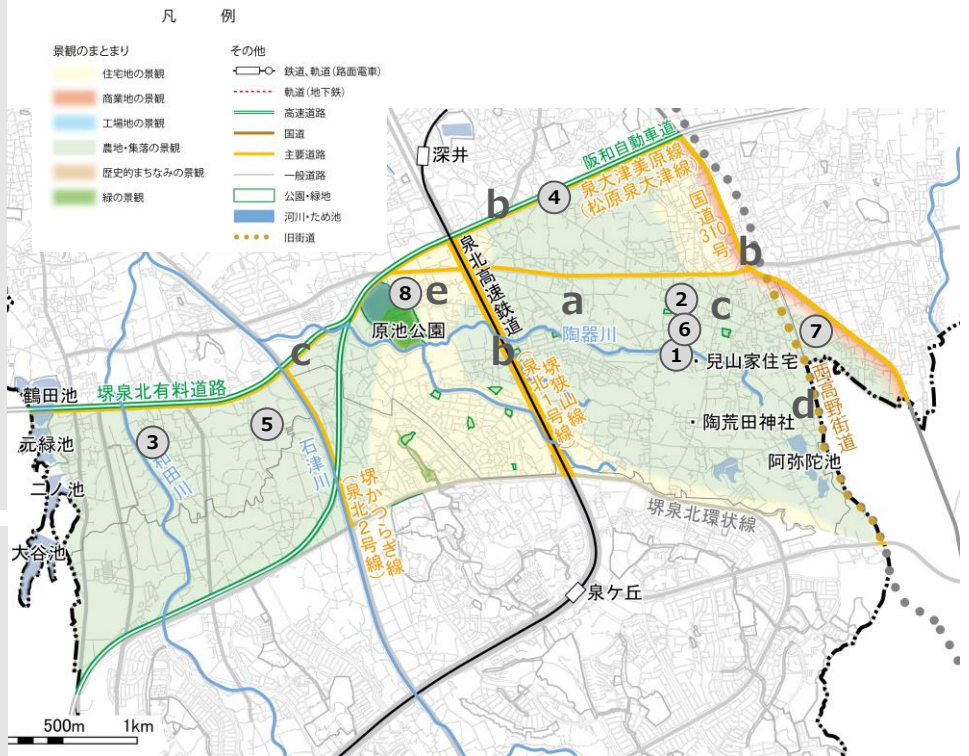 凡 例
景観のまとまり
住宅地の景観
商業地の景観
工場地の景観
農地・集落の景観
歴史的まちなみの景観
緑の景観
その他
鉄道、軌道(路面電車)
軌道(地下鉄)
高速道路
国道
主要道路
一般道路
公園・緑地
河川・ため池
旧街道
深井
阪和自動車道
泉大津美原線
(松原泉大津線)
国道310号
b
4
b
泉北高速鉄道
8
e
a
2
c
原池公園
陶器川
6
7
c
b
1
・兒山家住宅
堺泉北有料道路
堺狭山線
(泉北1号線)
d
西高野街道
鶴田池
3
5
・陶荒田神社
元緑池
和田川
石津川
阿弥陀池
二ノ池
堺かつらぎ線
(泉北2号線)
堺泉北環状線
大谷池
泉ケ丘
500m 1km